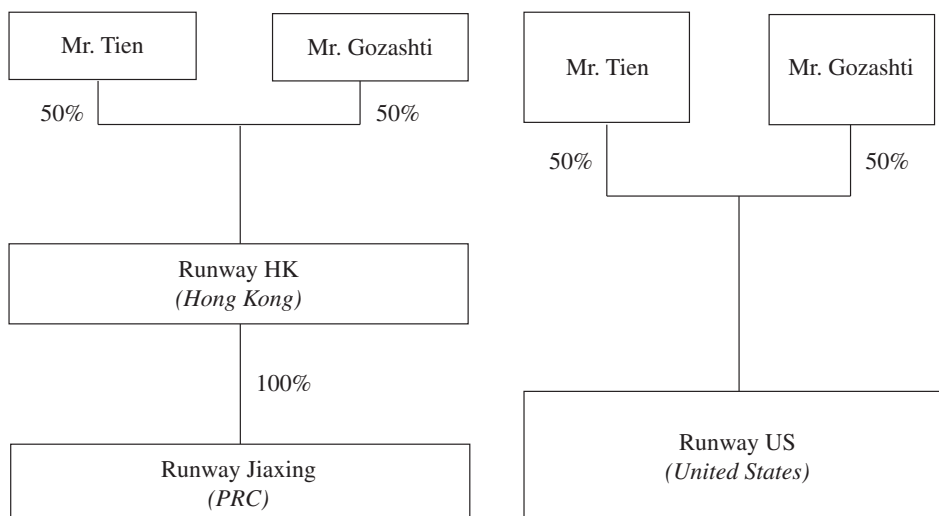 Mr. Tien
Mr. Gozashti
50%
50%
Runway HK
(Hong Kong)
100%
Runway Jiaxing
(PRC)
Mr. Tien
Mr. Gozashti
50%
50%
Runway US
(United States)